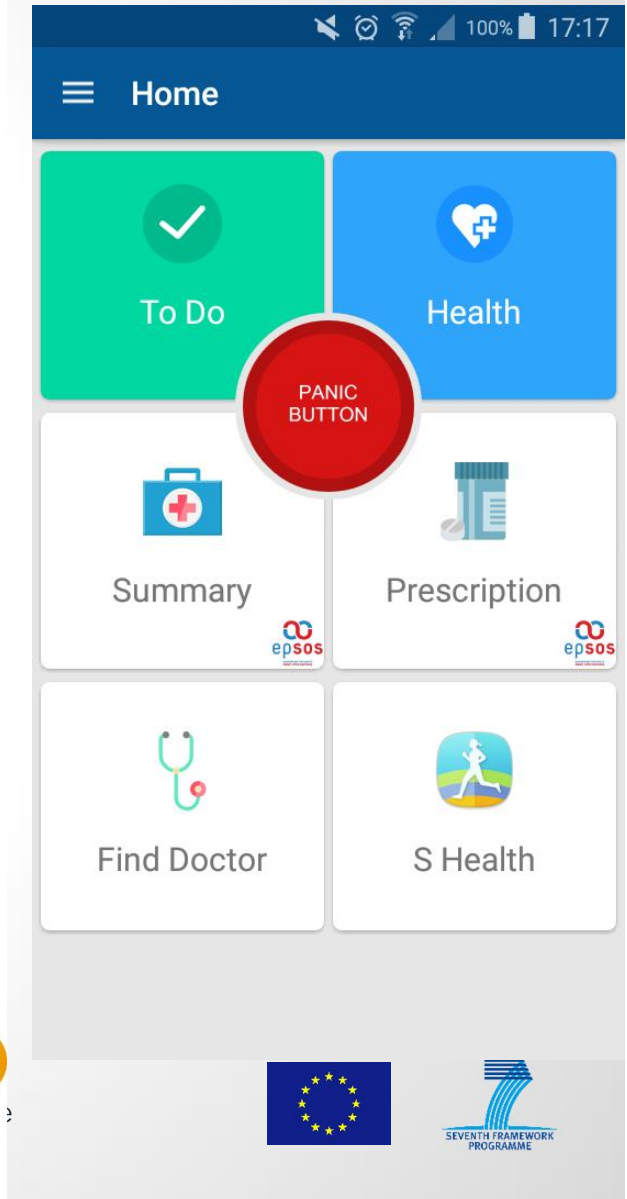 100% 17:17
Home
To Do
Health
PANIC
BUTTON
Summary
Prescription
epsos
epsos
Find Doctor
S Health
e
SEVENTH FRAMEWORK
PROGRAMME